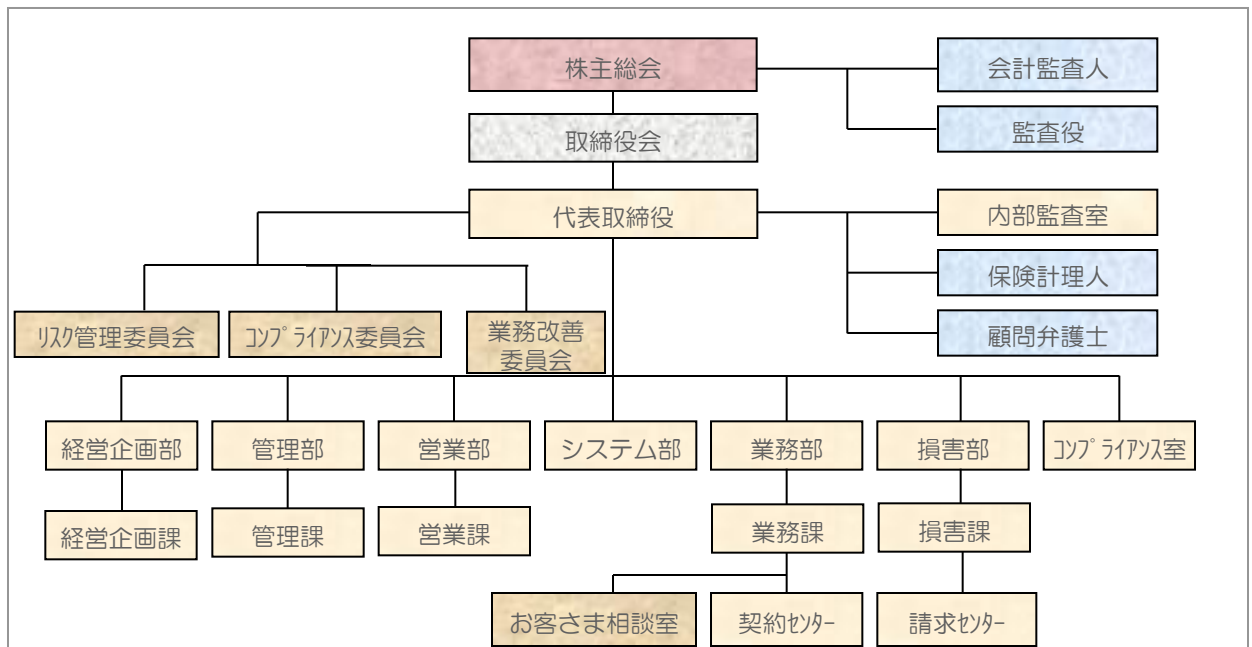 株主総会
会計監査人
監査役
取締役会
代表取締役
内部監査室
保険計理人
顧問弁護士
ﾘｽｸ管理委員会
ｺﾝﾌﾟﾗｲｱﾝｽ委員会
業務改善
委員会
経営企画部
管理部
営業部
システム部
業務部
損害部
ｺﾝﾌﾟﾗｲｱﾝｽ室
経営企画課
管理課
営業課
業務課
損害課
お客さま相談室
契約ｾﾝﾀｰ
請求ｾﾝﾀｰ